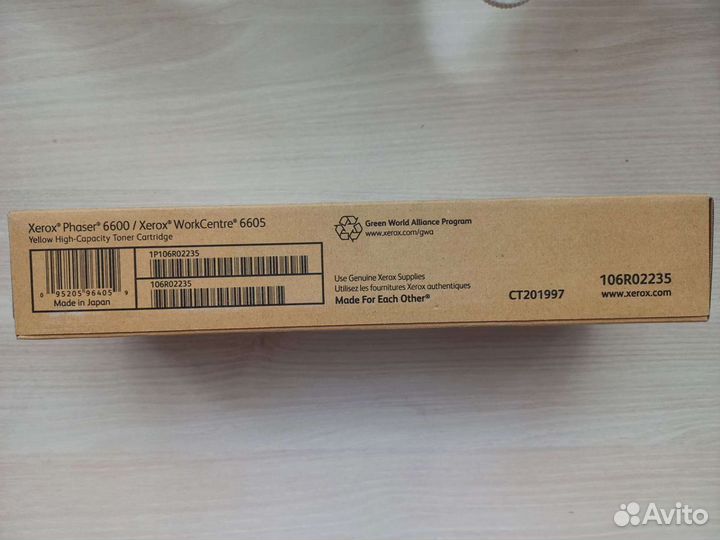 Xerox® Phaser® 6600 / Xerox® WorkCentre® 6605
Yellow High-Capacity Toner Cartridge
1P106R02235
106R02235
0 95205 96405 9
Made in Japan
Green World Alliance Program
www.xerox.com/gwa
Use Genuine Xerox Supplies
Utilisez les fournitures Xerox authentiques
Made For Each Other®
CT201997
106R02235
www.xerox.com
Avito